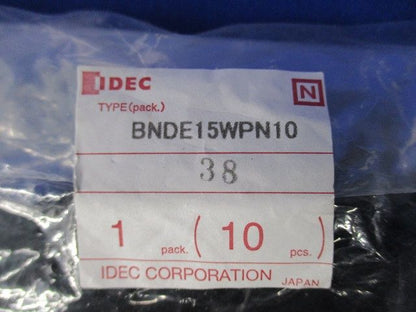 IDEC N
TYPE(pack.)
BNDE15WPN10
38
1 pack. ( 10 pcs. )
IDEC CORPORATION JAPAN